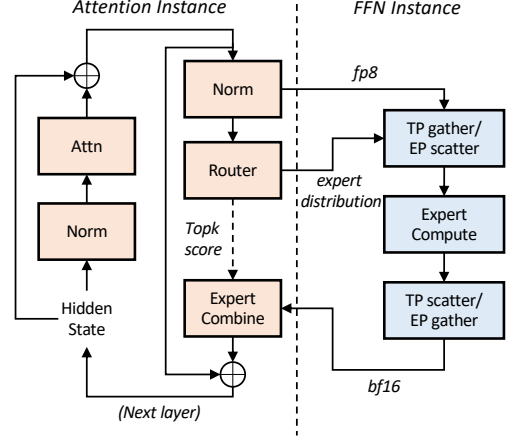 Attention Instance
FFN Instance
Norm
fp8
Attn
TP gather/
EP scatter
Router
expert
distribution
Norm
Topk
score
Expert
Compute
Hidden
State
Expert
Combine
TP scatter/
EP gather
bf16
(Next layer)